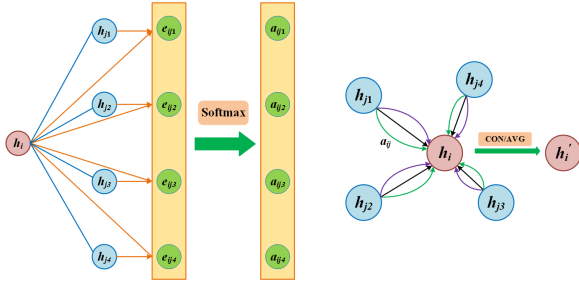 h_i
h_j1
h_j2
h_j3
h_j4
e_ij1
e_ij2
e_ij3
e_ij4
Softmax
a_ij1
a_ij2
a_ij3
a_ij4
h_j1
h_j4
a_ij
h_i
CON/AVG
h_i'
h_j2
h_j3